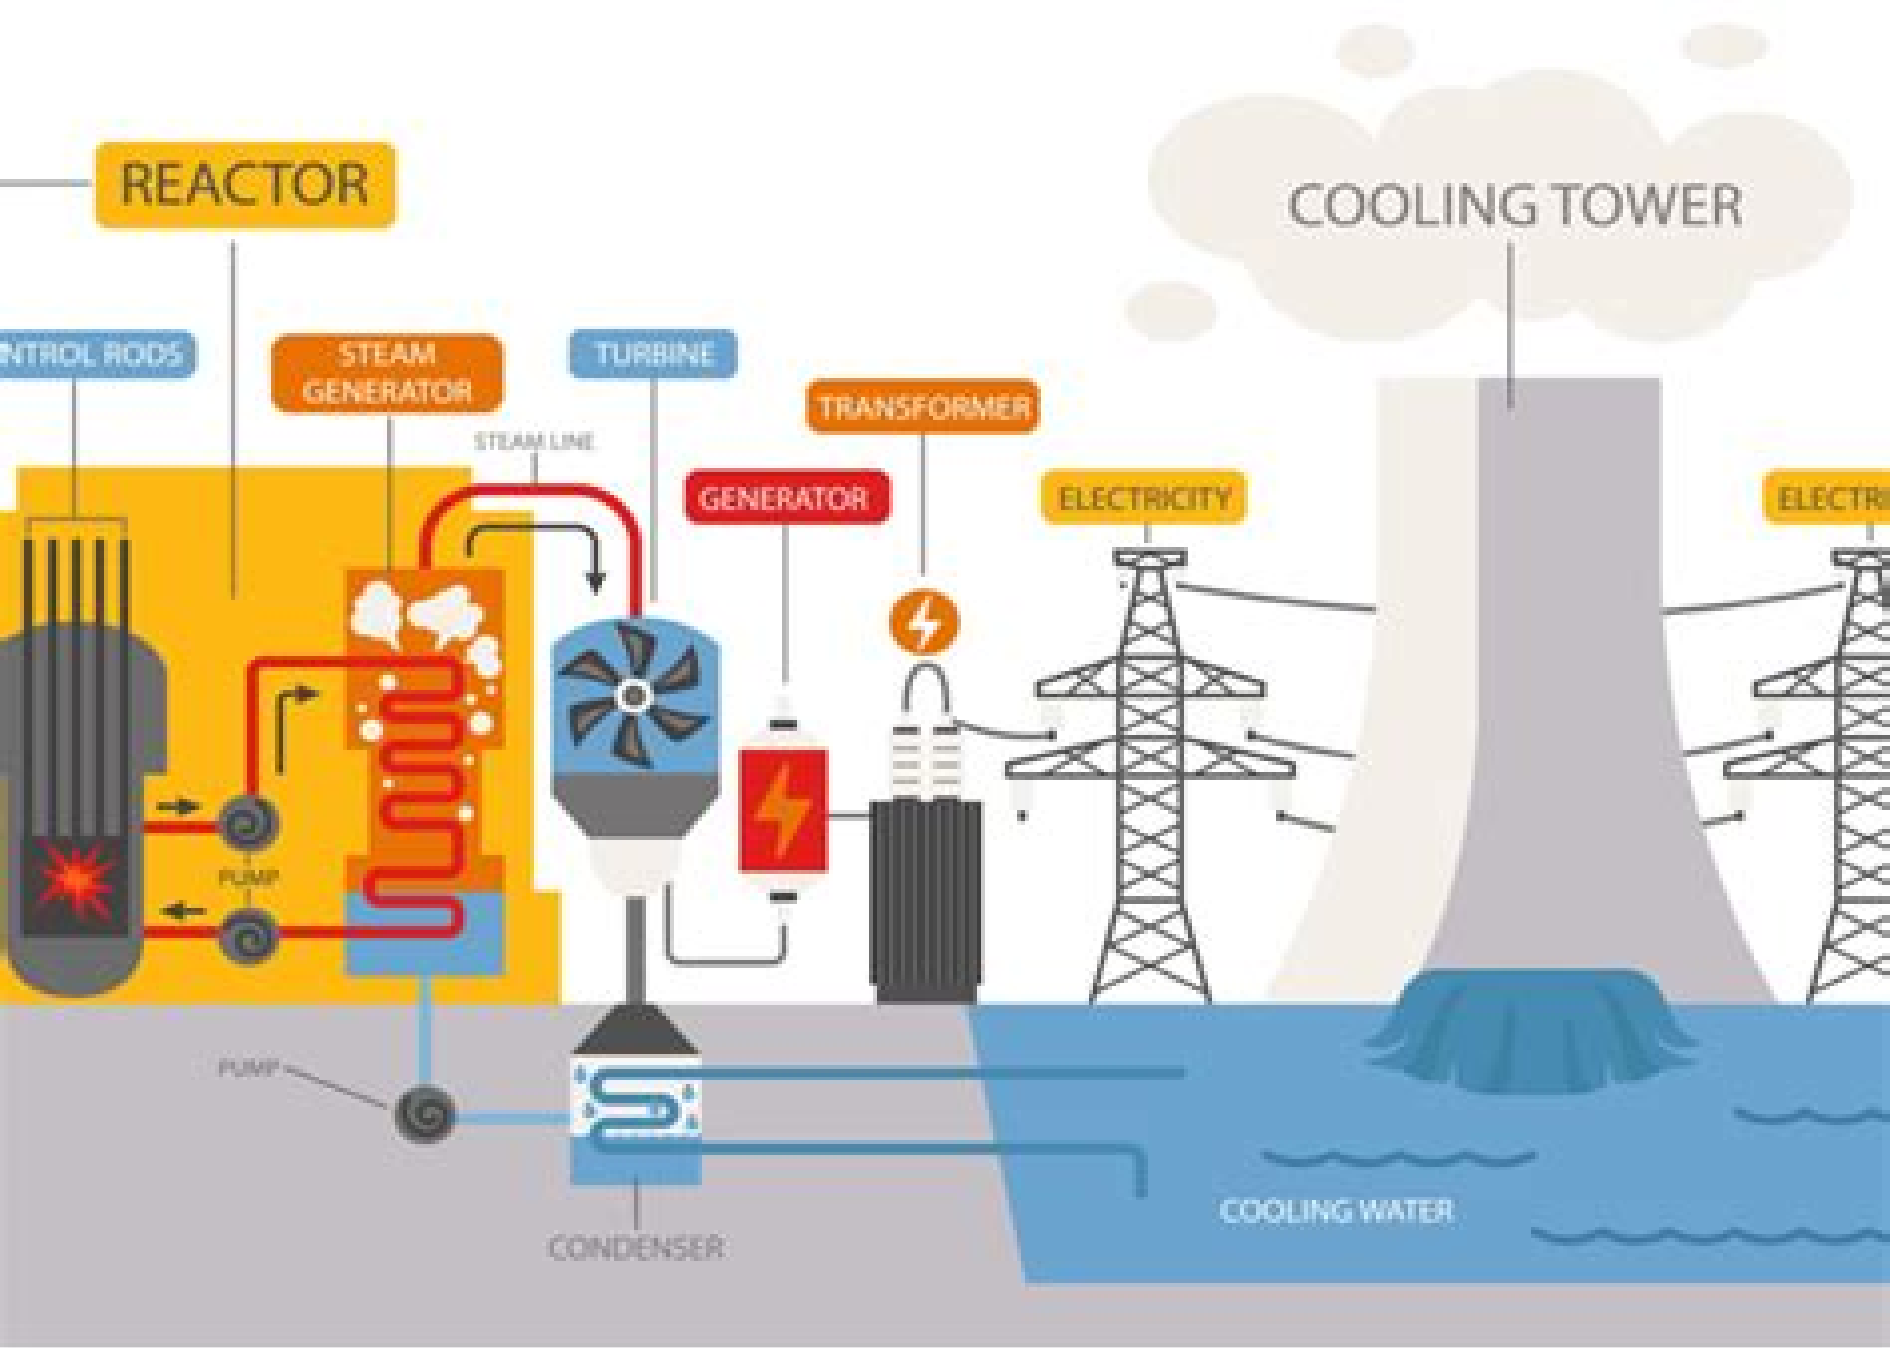 REACTOR
COOLING TOWER
NTROL RODS
STEAM
GENERATOR
TURBINE
TRANSFORMER
STEAM LINE
GENERATOR
ELECTRICITY
ELECTRI
PUMP
PUMP
COOLING WATER
CONDENSER